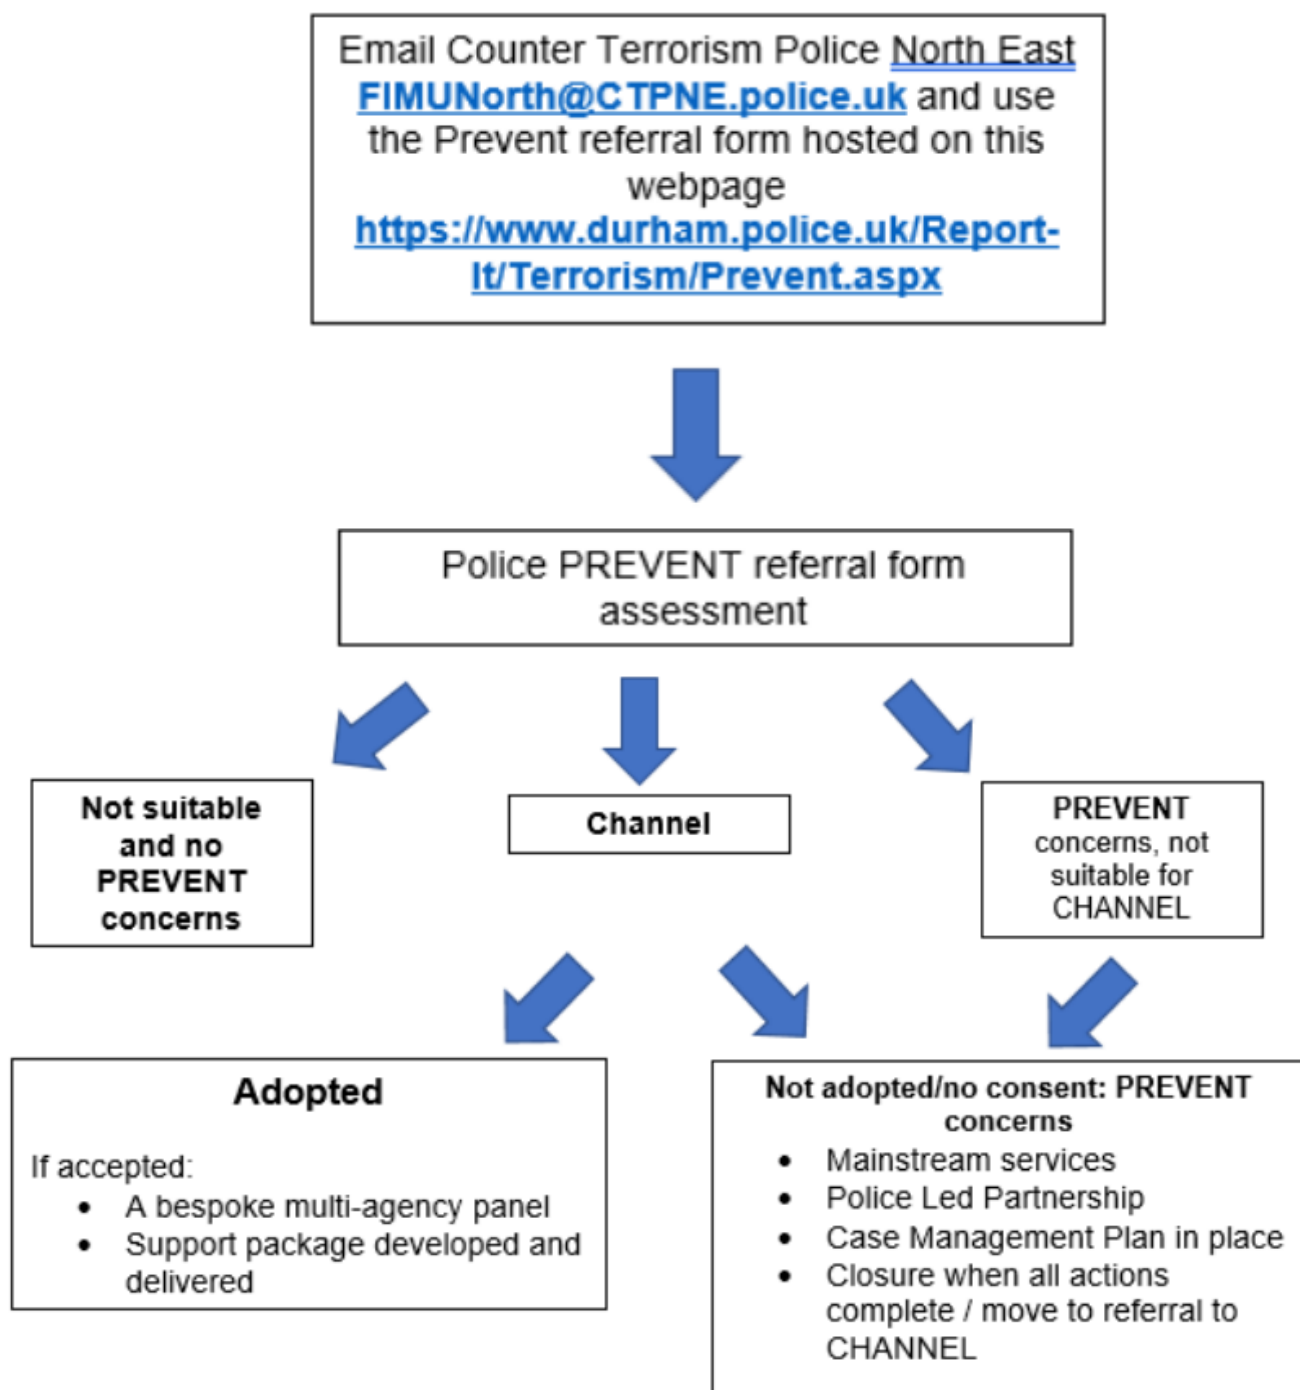 Email Counter Terrorism Police North East
FIMUNorth@CTPNE.police.uk and use
the Prevent referral form hosted on this
webpage
https://www.durham.police.uk/Report-
It/Terrorism/Prevent.aspx
Police PREVENT referral form
assessment
Not suitable
and no
PREVENT
concerns
Channel
PREVENT
concerns, not
suitable for
CHANNEL
Adopted
If accepted:
• A bespoke multi-agency panel
• Support package developed and
delivered
Not adopted/no consent: PREVENT
concerns
• Mainstream services
• Police Led Partnership
• Case Management Plan in place
• Closure when all actions
complete / move to referral to
CHANNEL